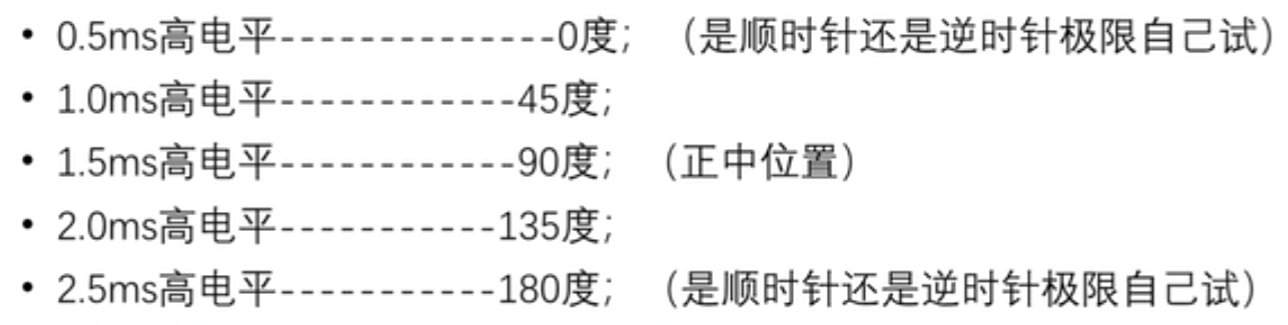 • 0.5ms高电平--------------0度； （是顺时针还是逆时针极限自己试）
• 1.0ms高电平------------45度；
• 1.5ms高电平------------90度； （正中位置）
• 2.0ms高电平-----------135度；
• 2.5ms高电平-----------180度； （是顺时针还是逆时针极限自己试）